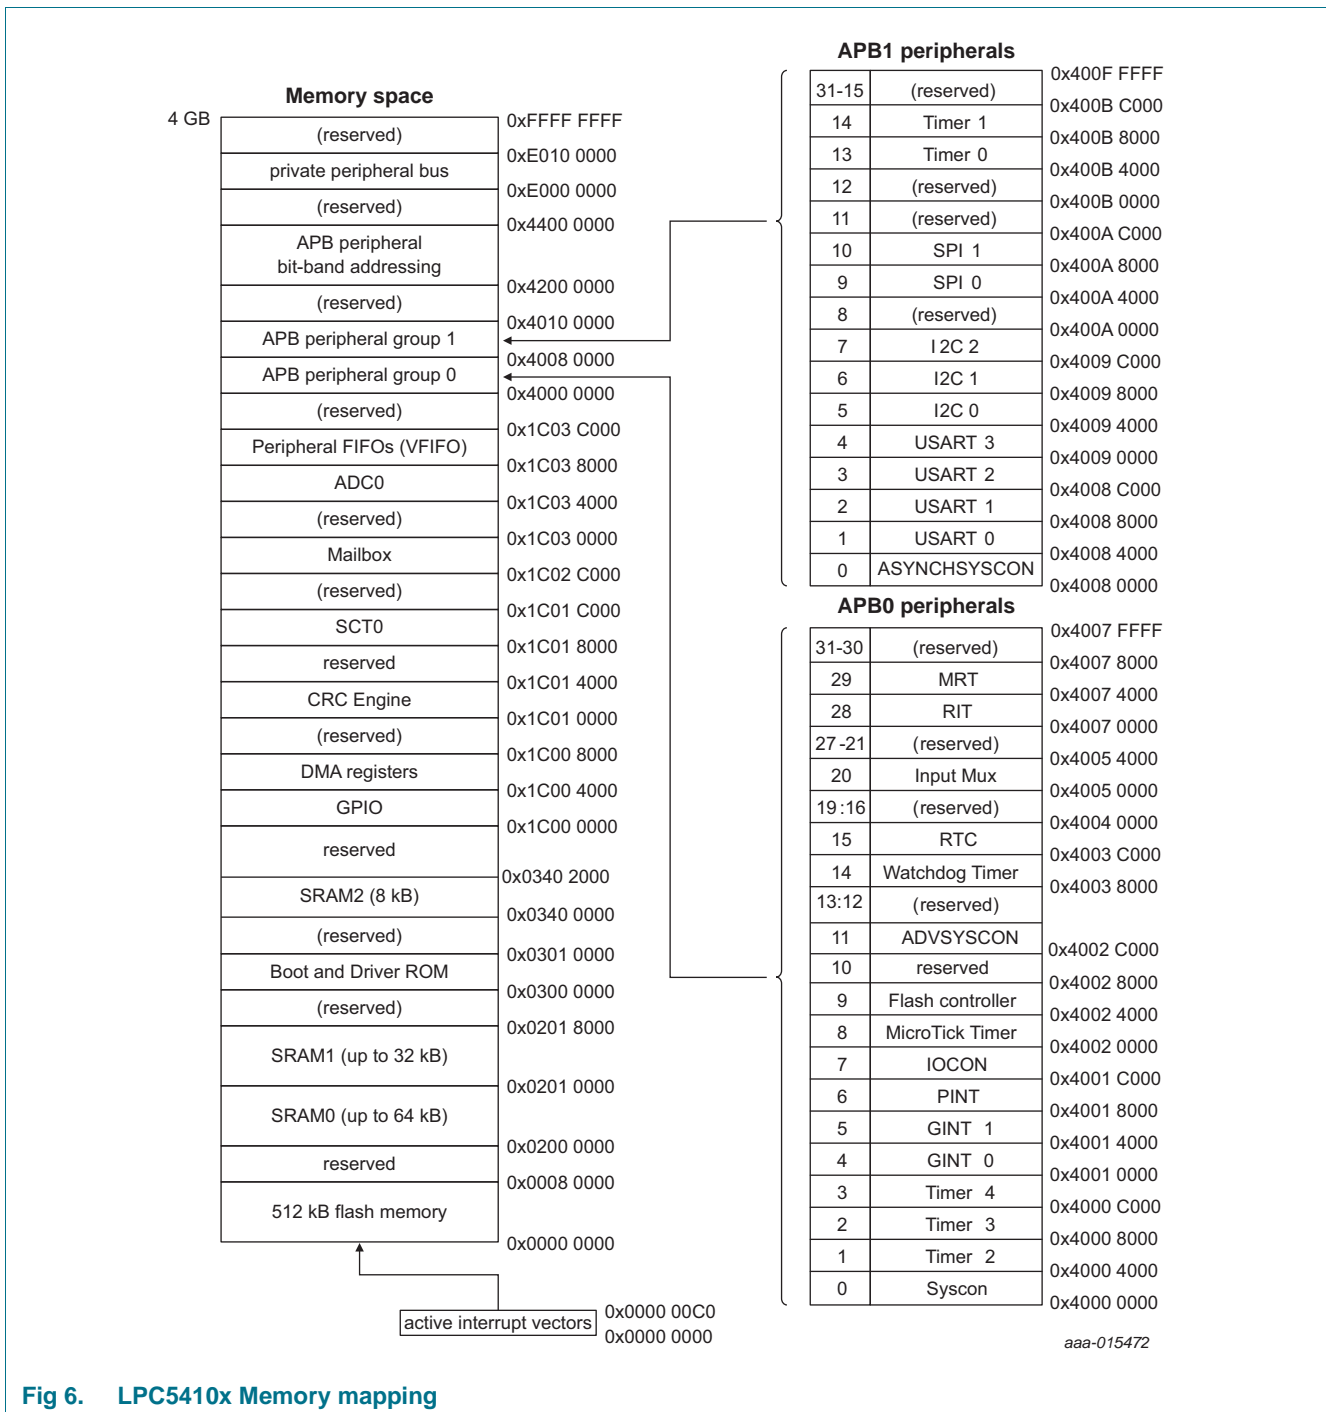 Memory space
4 GB
(reserved)
0xFFFF FFFF
0xE010 0000
private peripheral bus
0xE000 0000
(reserved)
0x4400 0000
APB peripheral
bit-band addressing
0x4200 0000
(reserved)
0x4010 0000
APB peripheral group 1
0x4008 0000
APB peripheral group 0
0x4000 0000
(reserved)
0x1C03 C000
Peripheral FIFOs (VFIFO)
0x1C03 8000
ADC0
0x1C03 4000
(reserved)
0x1C03 0000
Mailbox
0x1C02 C000
(reserved)
0x1C01 C000
SCT0
0x1C01 8000
reserved
0x1C01 4000
CRC Engine
0x1C01 0000
(reserved)
0x1C00 8000
DMA registers
0x1C00 4000
GPIO
0x1C00 0000
reserved
0x0340 2000
SRAM2 (8 kB)
0x0340 0000
(reserved)
0x0301 0000
Boot and Driver ROM
0x0300 0000
(reserved)
0x0201 8000
SRAM1 (up to 32 kB)
0x0201 0000
SRAM0 (up to 64 kB)
0x0200 0000
reserved
0x0008 0000
512 kB flash memory
0x0000 0000
active interrupt vectors
0x0000 00C0
0x0000 0000
APB1 peripherals
0x400F FFFF
31-15 (reserved)
0x400B C000
14 Timer 1
0x400B 8000
13 Timer 0
0x400B 4000
12 (reserved)
0x400B 0000
11 (reserved)
0x400A C000
10 SPI 1
0x400A 8000
9 SPI 0
0x400A 4000
8 (reserved)
0x400A 0000
7 I2C 2
0x4009 C000
6 I2C 1
0x4009 8000
5 I2C 0
0x4009 4000
4 USART 3
0x4009 0000
3 USART 2
0x4008 C000
2 USART 1
0x4008 8000
1 USART 0
0x4008 4000
0 ASYNCHSYSCON
0x4008 0000
APB0 peripherals
0x4007 FFFF
31-30 (reserved)
0x4007 8000
29 MRT
0x4007 4000
28 RIT
0x4007 0000
27-21 (reserved)
0x4005 4000
20 Input Mux
0x4005 0000
19:16 (reserved)
0x4004 0000
15 RTC
0x4003 C000
14 Watchdog Timer
0x4003 8000
13:12 (reserved)
11 ADVSYSCON
0x4002 C000
10 reserved
0x4002 8000
9 Flash controller
0x4002 4000
8 MicroTick Timer
0x4002 0000
7 IOCON
0x4001 C000
6 PINT
0x4001 8000
5 GINT 1
0x4001 4000
4 GINT 0
0x4001 0000
3 Timer 4
0x4000 C000
2 Timer 3
0x4000 8000
1 Timer 2
0x4000 4000
0 Syscon
0x4000 0000
aaa-015472
Fig 6. LPC5410x Memory mapping